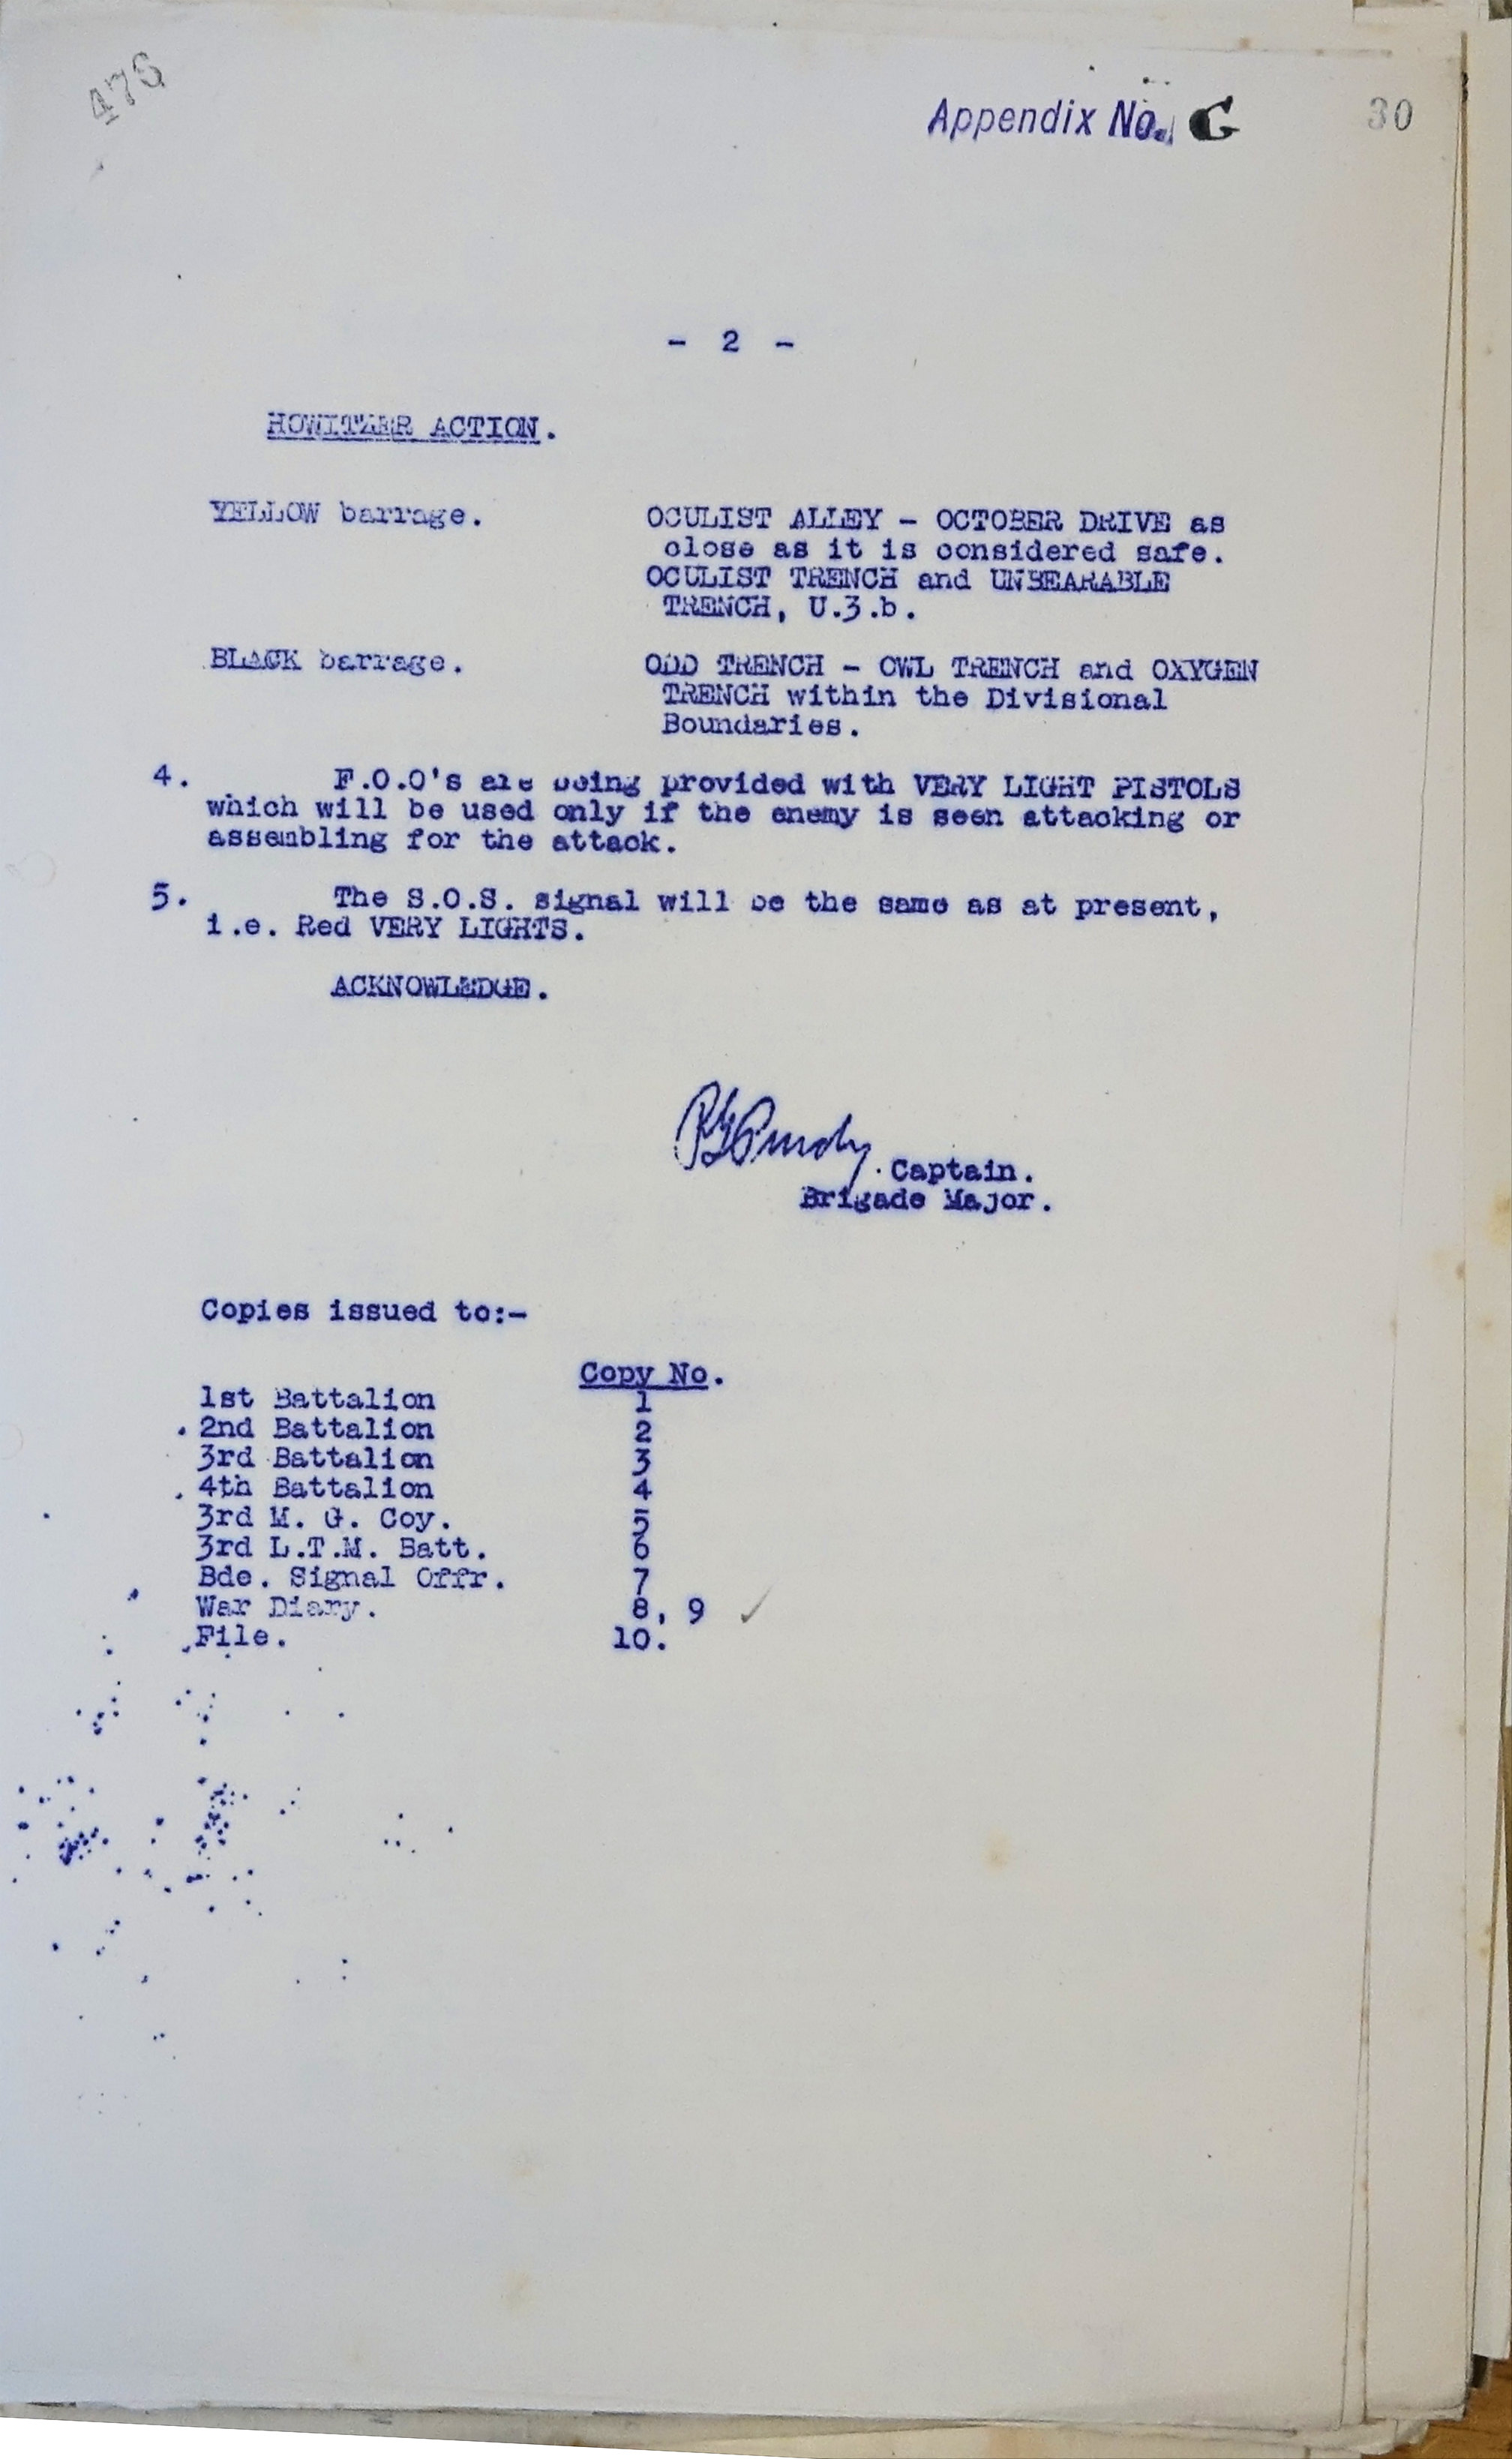 476
Appendix No. G
30
- 2 -
HOWITZER ACTION.
YELLOW barrage. OCULIST ALLEY - OCTOBER DRIVE as
close as it is considered safe.
OCULIST TRENCH and UNBEARABLE
TRENCH, U.3.b.
BLACK barrage. ODD TRENCH - OWL TRENCH and OXYGEN
TRENCH within the Divisional
Boundaries.
4. F.O.O's are being provided with VERY LIGHT PISTOLS
which will be used only if the enemy is seen attacking or
assembling for the attack.
5. The S.O.S. signal will be the same as at present,
i.e. Red VERY LIGHTS.
ACKNOWLEDGE.
Captain.
Brigade Major.
Copies issued to:-
Copy No.
1st Battalion 1
2nd Battalion 2
3rd Battalion 3
4th Battalion 4
3rd M. G. Coy. 5
3rd L.T.M. Batt. 6
Bde. Signal Offr. 7
War Diary. 8, 9 ✓
File. 10.